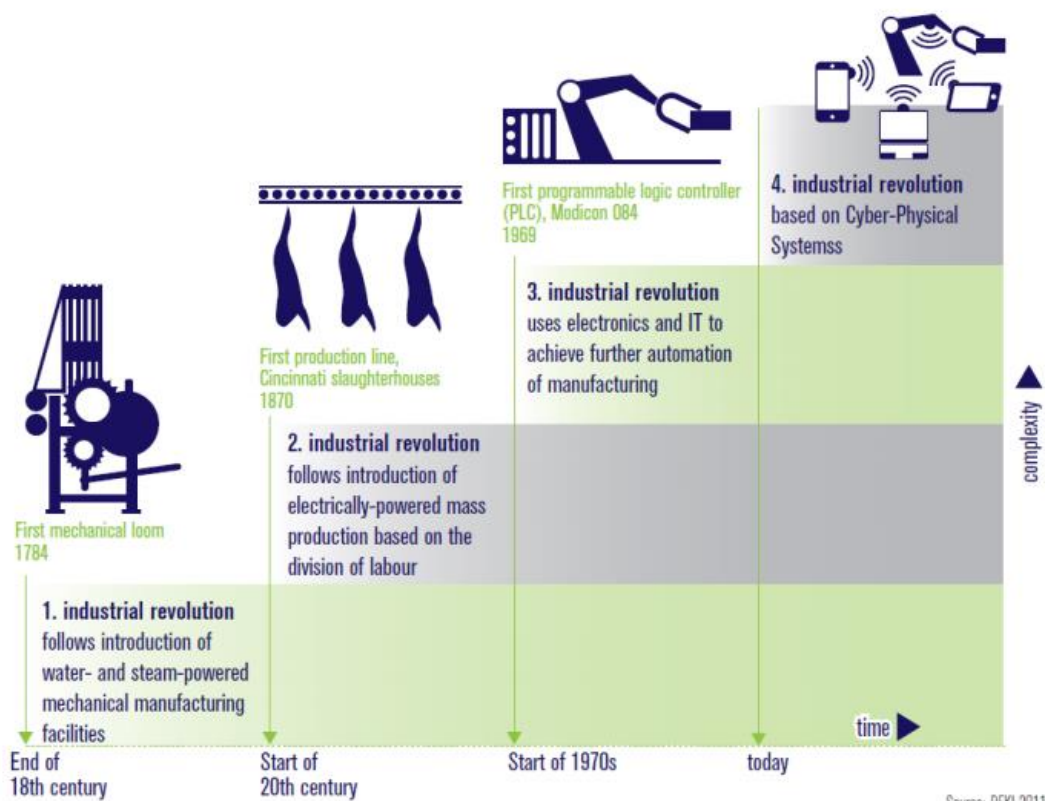 4. industrial revolution
based on Cyber-Physical
Systemss
First programmable logic controller
(PLC), Modicon 084
1969
3. industrial revolution
uses electronics and IT to
achieve further automation
of manufacturing
First production line,
Cincinnati slaughterhouses
1870
2. industrial revolution
follows introduction of
electrically-powered mass
production based on the
division of labour
First mechanical loom
1784
1. industrial revolution
follows introduction of
water- and steam-powered
mechanical manufacturing
facilities
complexity
time
End of
18th century
Start of
20th century
Start of 1970s
today
2011